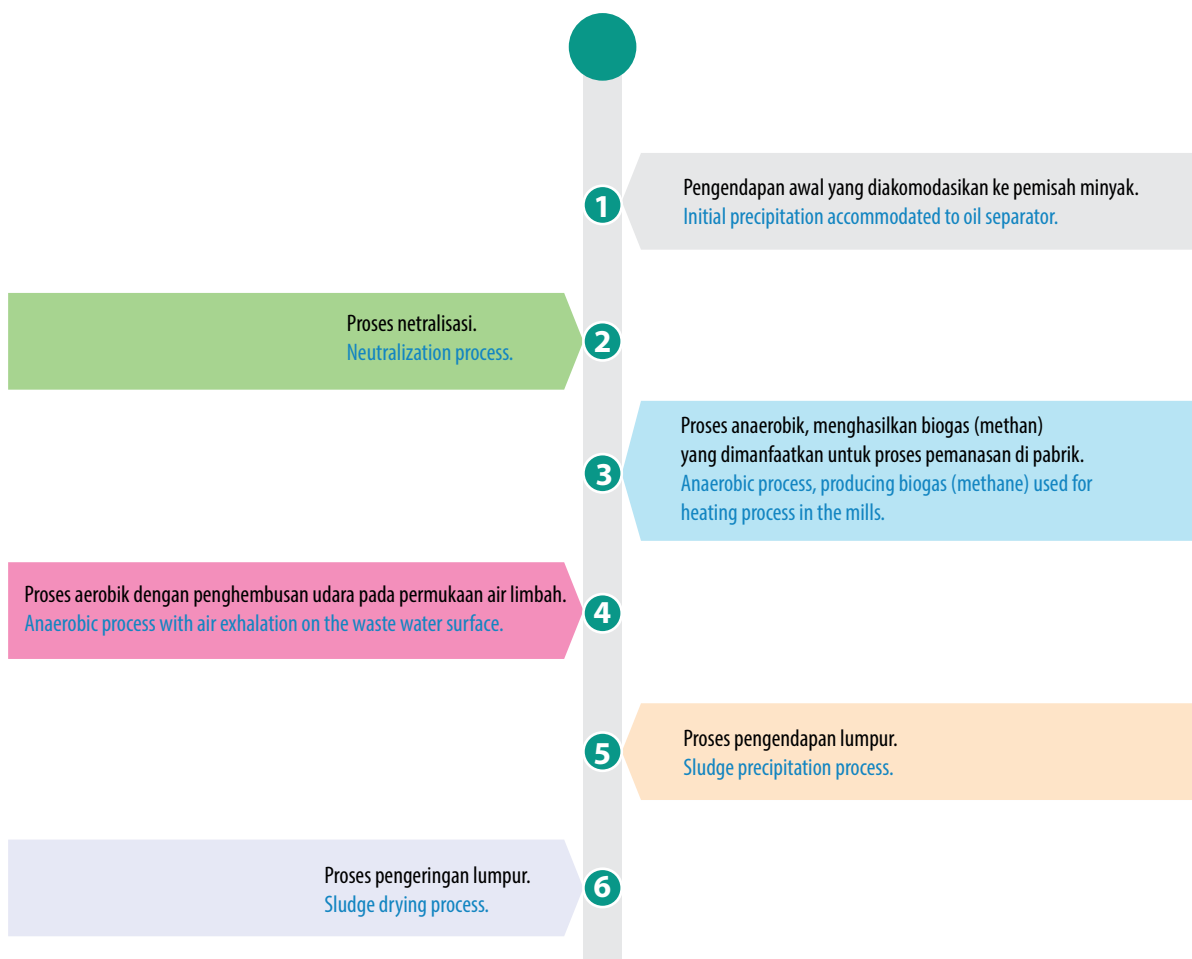 1
Pengendapan awal yang diakomodasikan ke pemisah minyak.
Initial precipitation accommodated to oil separator.
2
Proses netralisasi.
Neutralization process.
3
Proses anaerobik, menghasilkan biogas (methan)
yang dimanfaatkan untuk proses pemanasan di pabrik.
Anaerobic process, producing biogas (methane) used for
heating process in the mills.
4
Proses aerobik dengan penghembusan udara pada permukaan air limbah.
Anaerobic process with air exhalation on the waste water surface.
5
Proses pengendapan lumpur.
Sludge precipitation process.
6
Proses pengeringan lumpur.
Sludge drying process.